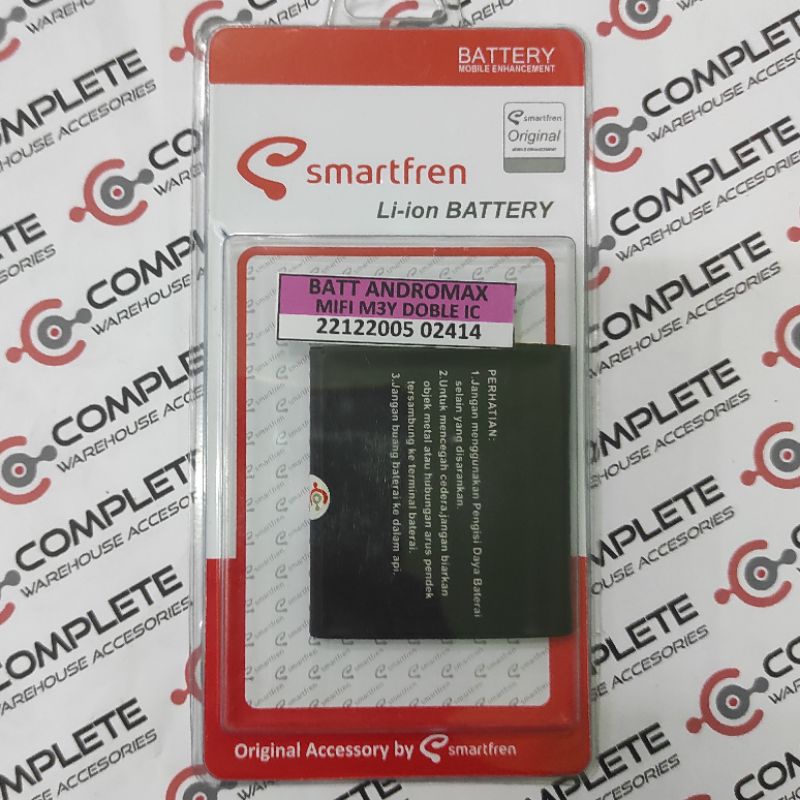 BATTERY
MOBILE ENHANCEMENT
smartfren
Original
MOBILE ENHANCEMENT
smartfren
Li-ion BATTERY
smartfren
BATT ANDROMAX
MIFI M3Y DOBLE IC
22122005 02414
PERHATIAN:
1.Jangan menggunakan Pengisi Daya Baterai
selain yang disarankan.
2.Untuk mencegah cedera,jangan biarkan
objek metal atau hubungan arus pendek
tersambung ke terminal baterai.
3.Jangan buang baterai ke dalam api.
Original Accessory by smartfren
COMPLETE
WAREHOUSE ACCESORIES